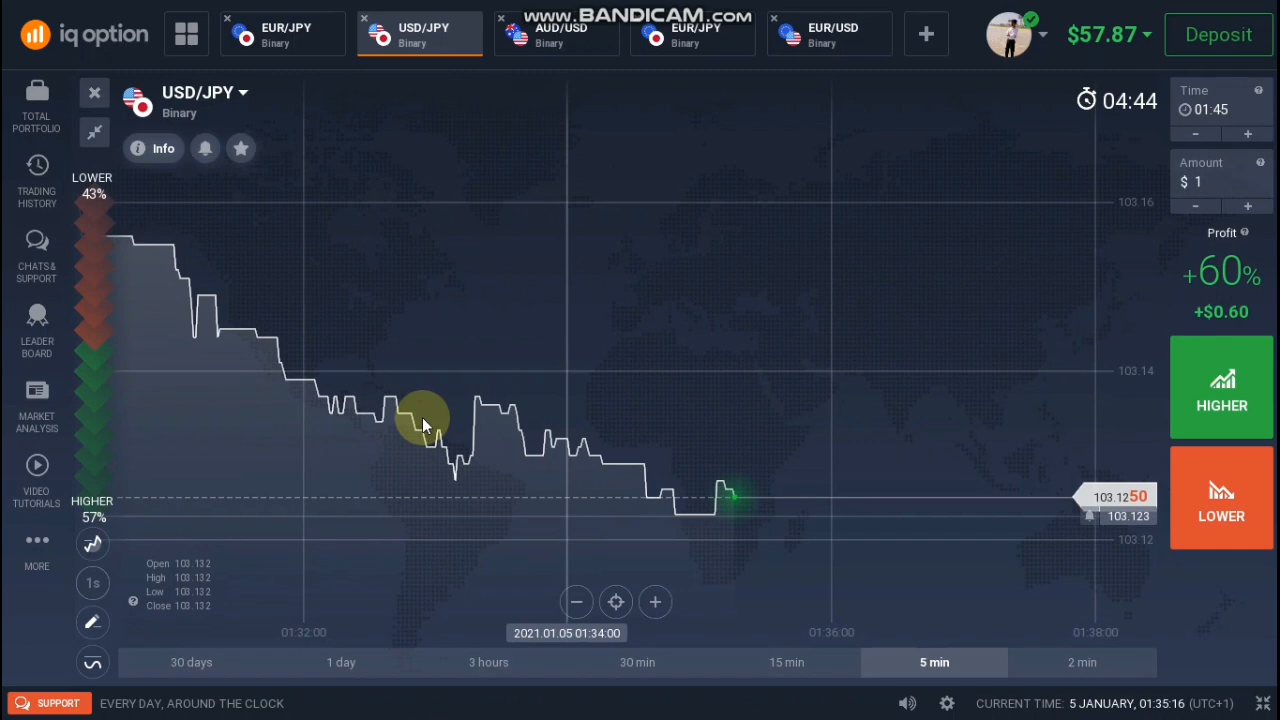 www.BANDICAM.com
iq option
EUR/JPY
Binary
USD/JPY
Binary
AUD/USD
Binary
EUR/JPY
Binary
EUR/USD
Binary
$57.87
Deposit
TOTAL
PORTFOLIO
TRADING
HISTORY
CHATS &
SUPPORT
LEADER
BOARD
MARKET
ANALYSIS
VIDEO
TUTORIALS
MORE
USD/JPY
Binary
Info
LOWER
43%
HIGHER
57%
1s
04:44
103.16
103.14
103.1250
103.123
103.12
Open 103.132
High 103.132
Low 103.132
Close 103.132
01:32:00
2021.01.05 01:34:00
01:36:00
01:38:00
30 days
1 day
3 hours
30 min
15 min
5 min
2 min
Time
01:45
- +
Amount
$ 1
- +
Profit
+60%
+$0.60
HIGHER
LOWER
SUPPORT
EVERY DAY, AROUND THE CLOCK
CURRENT TIME: 5 JANUARY, 01:35:16 (UTC+1)